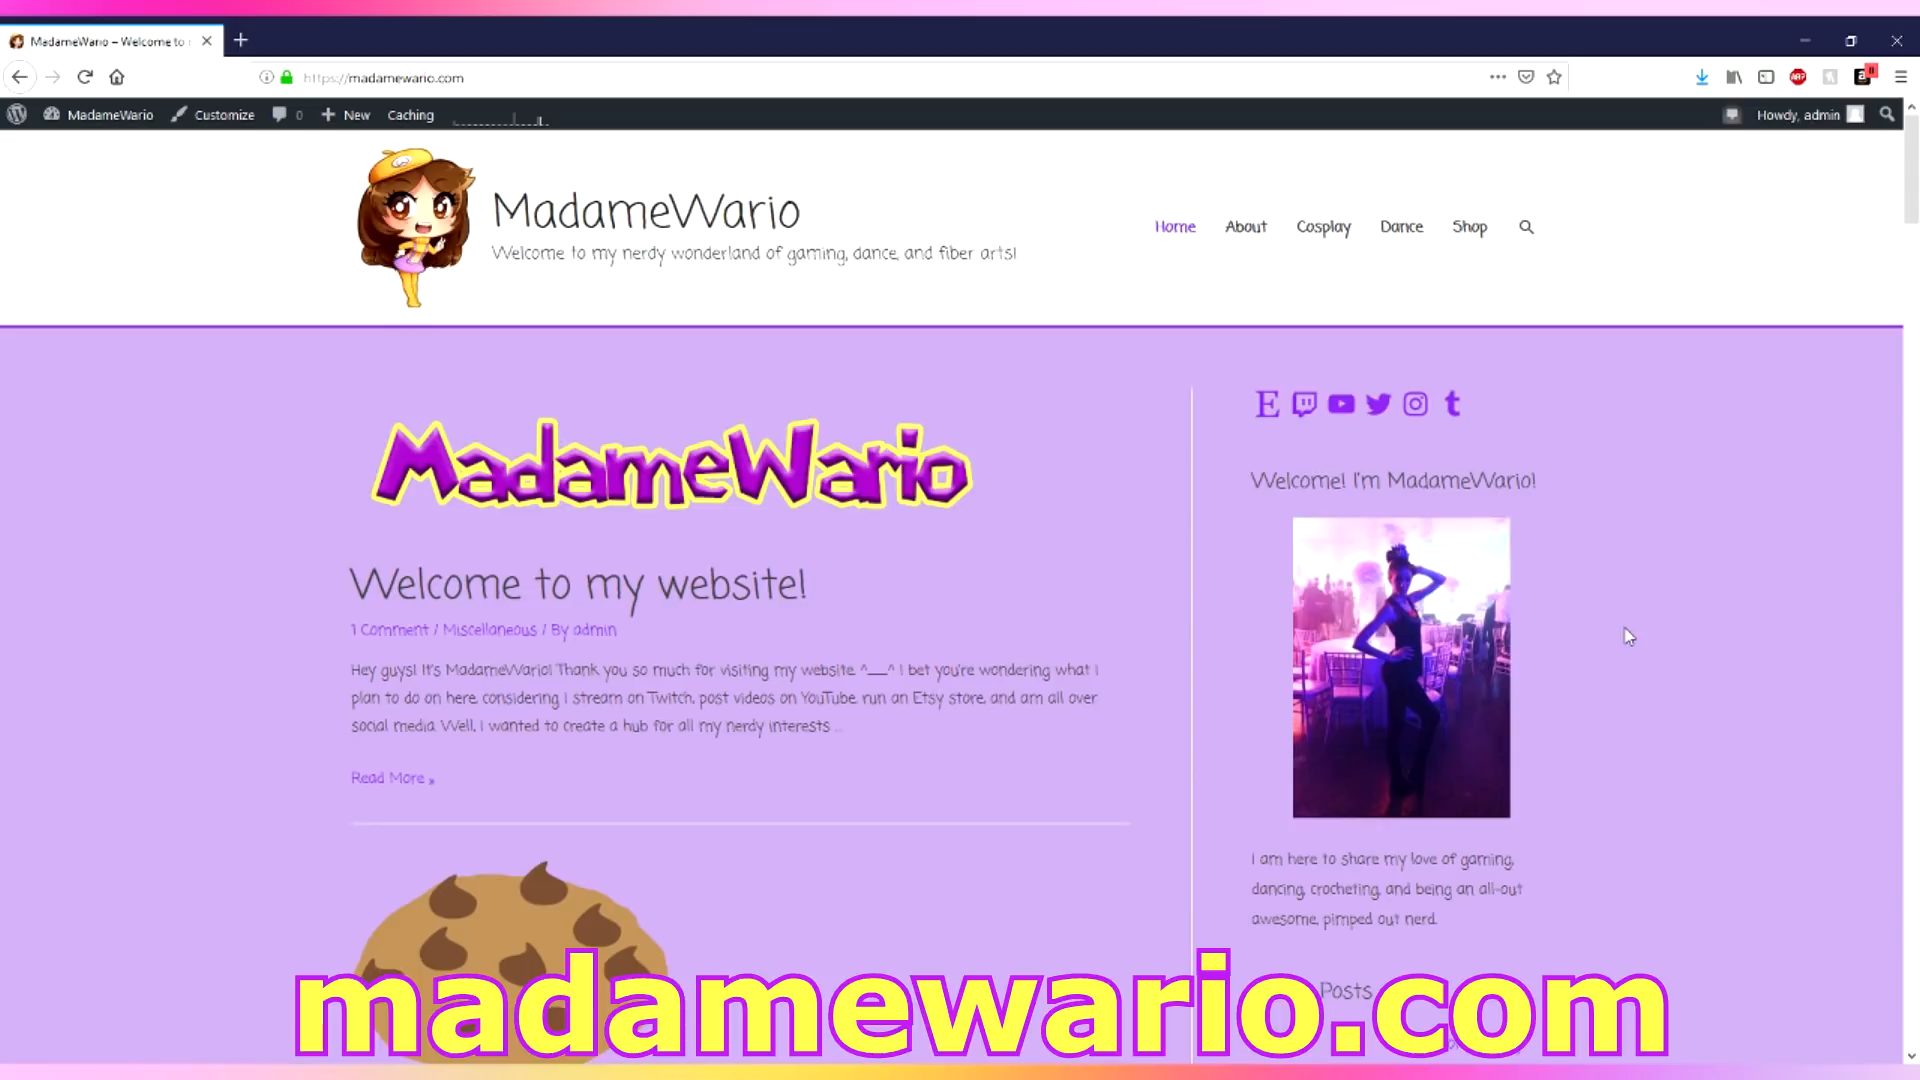 MadameWario – Welcome to
https://madamewario.com
MadameWario
Customize
0
New
Caching
Howdy, admin
MadameWario
Welcome to my nerdy wonderland of gaming, dance, and fiber arts!
Home
About
Cosplay
Dance
Shop
MadameWario
Welcome to my website!
1 Comment / Miscellaneous / By admin
Hey guys! It's MadameWario! Thank you so much for visiting my website ^__^ I bet you're wondering what I
plan to do on here, considering I stream on Twitch, post videos on YouTube, run an Etsy store, and am all over
social media. Well, I wanted to create a hub for all my nerdy interests ...
Read More »
Welcome! I'm MadameWario!
I am here to share my love of gaming,
dancing, crocheting, and being an all-out
awesome, pimped out nerd.
Posts
madamewario.com